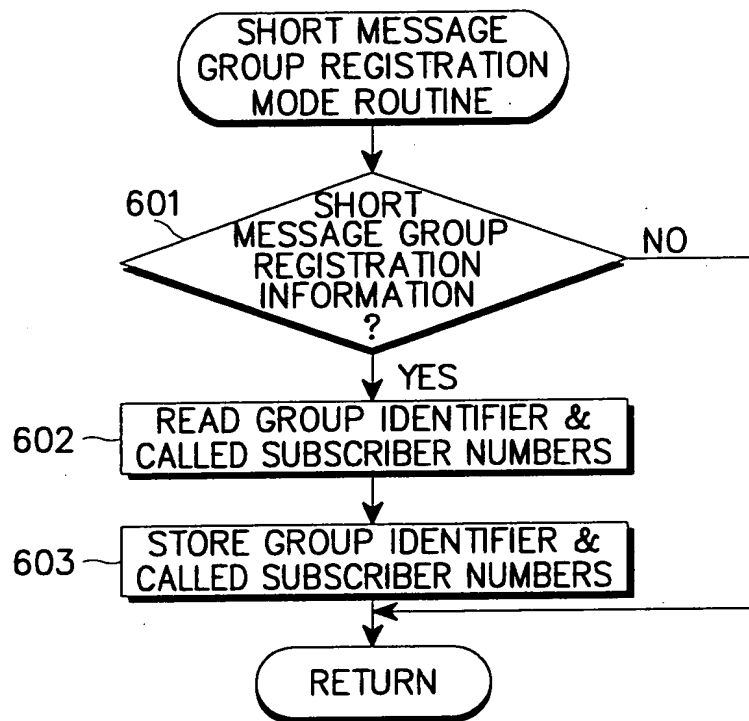 SHORT MESSAGE
GROUP REGISTRATION
MODE ROUTINE
601
SHORT
MESSAGE GROUP
REGISTRATION
INFORMATION
?
NO
YES
602
READ GROUP IDENTIFIER &
CALLED SUBSCRIBER NUMBERS
603
STORE GROUP IDENTIFIER &
CALLED SUBSCRIBER NUMBERS
RETURN